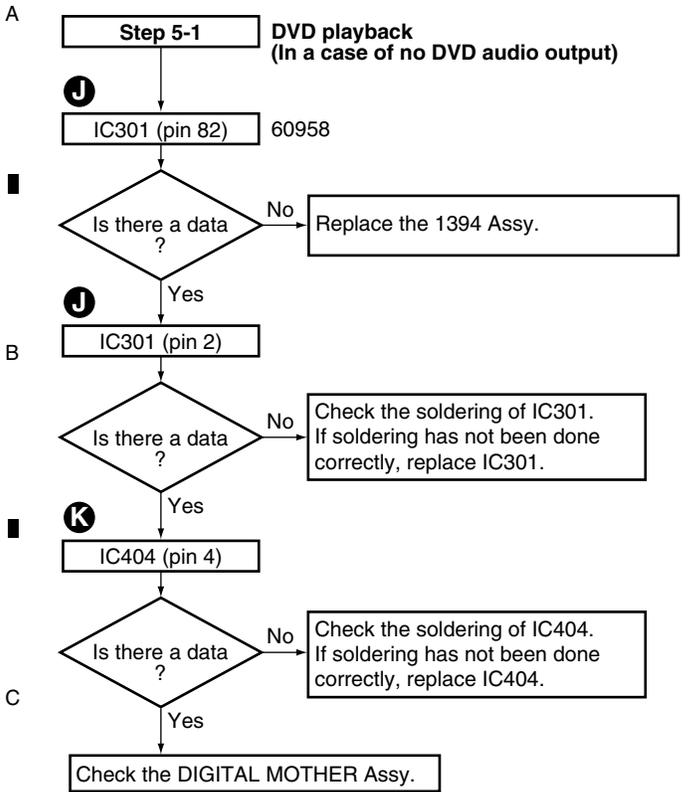 A
Step 5-1
DVD playback
(In a case of no DVD audio output)
J
IC301 (pin 82)
60958
Is there a data
?
No
Replace the 1394 Assy.
Yes
J
IC301 (pin 2)
B
Is there a data
?
No
Check the soldering of IC301.
If soldering has not been done
correctly, replace IC301.
Yes
K
IC404 (pin 4)
Is there a data
?
No
Check the soldering of IC404.
If soldering has not been done
correctly, replace IC404.
C
Yes
Check the DIGITAL MOTHER Assy.